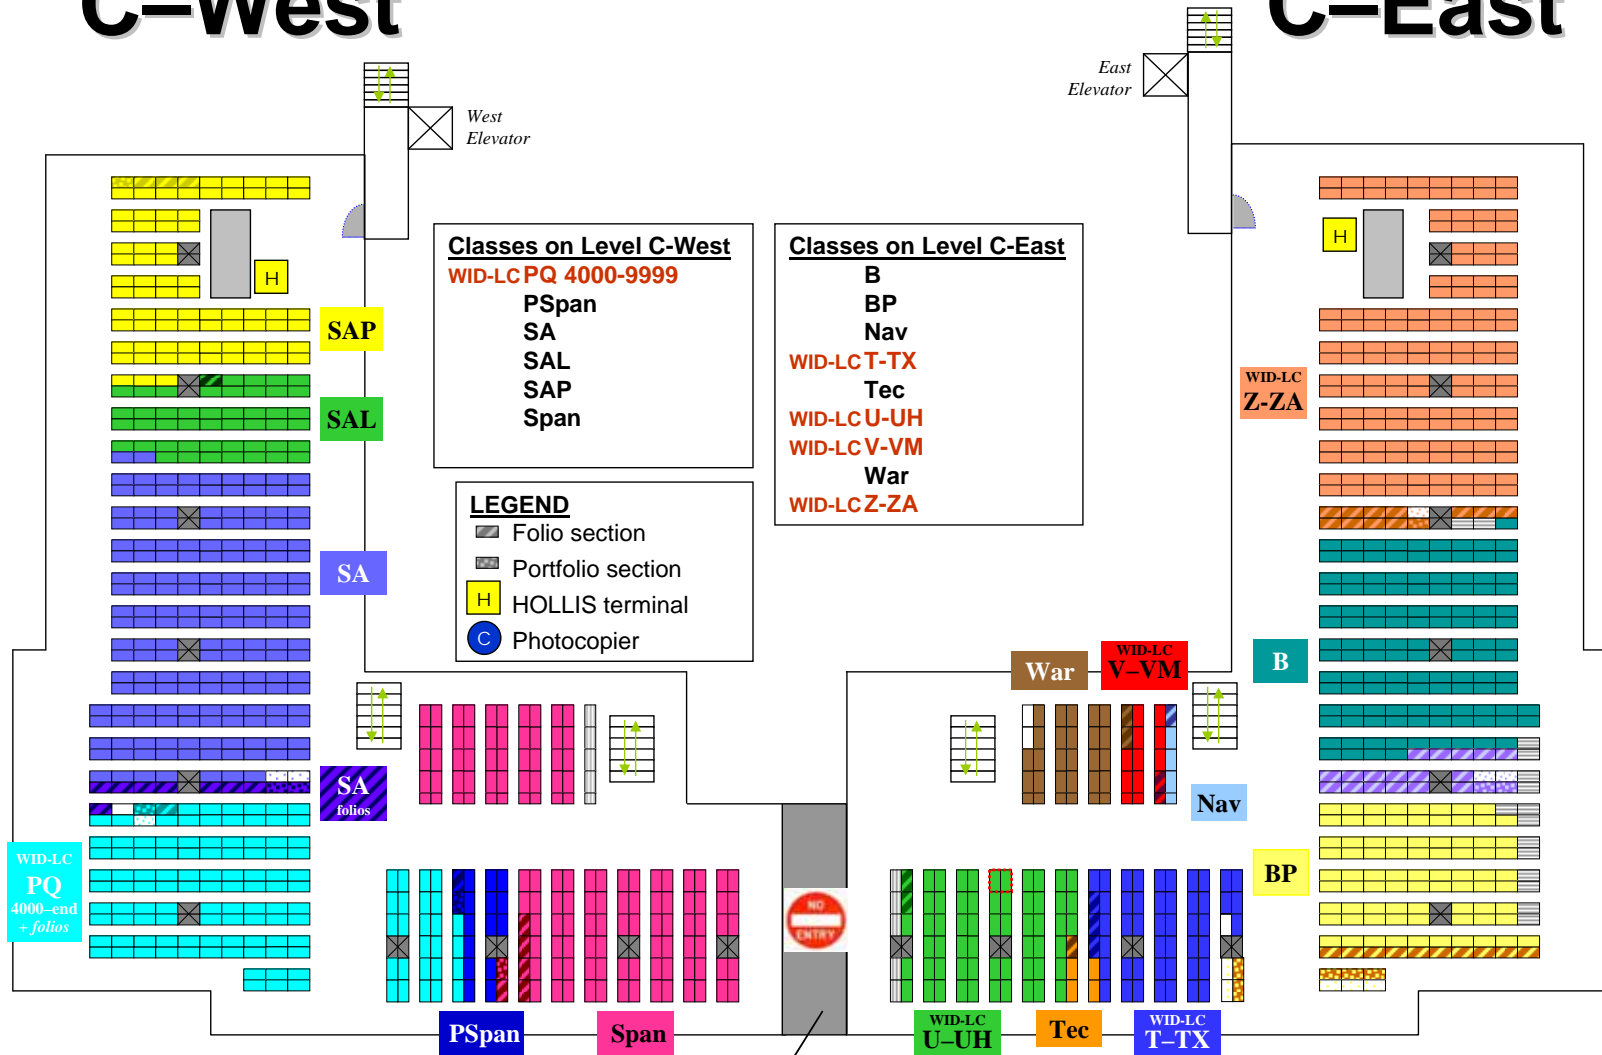 C–West
C–East
West
Elevator
East
Elevator
Classes on Level C-West
WID-LC PQ 4000-9999
PSpan
SA
SAL
SAP
Span
Classes on Level C-East
B
BP
Nav
WID-LC T-TX
Tec
WID-LC U-UH
WID-LC V-VM
War
WID-LC Z-ZA
LEGEND
Folio section
Portfolio section
H HOLLIS terminal
C Photocopier
H
SAP
SAL
SA
SA
folios
WID-LC
PQ
4000–end
+ folios
PSpan
Span
H
WID-LC
Z-ZA
B
War
WID-LC
V–VM
Nav
BP
NO
ENTRY
WID-LC
U–UH
Tec
WID-LC
T–TX